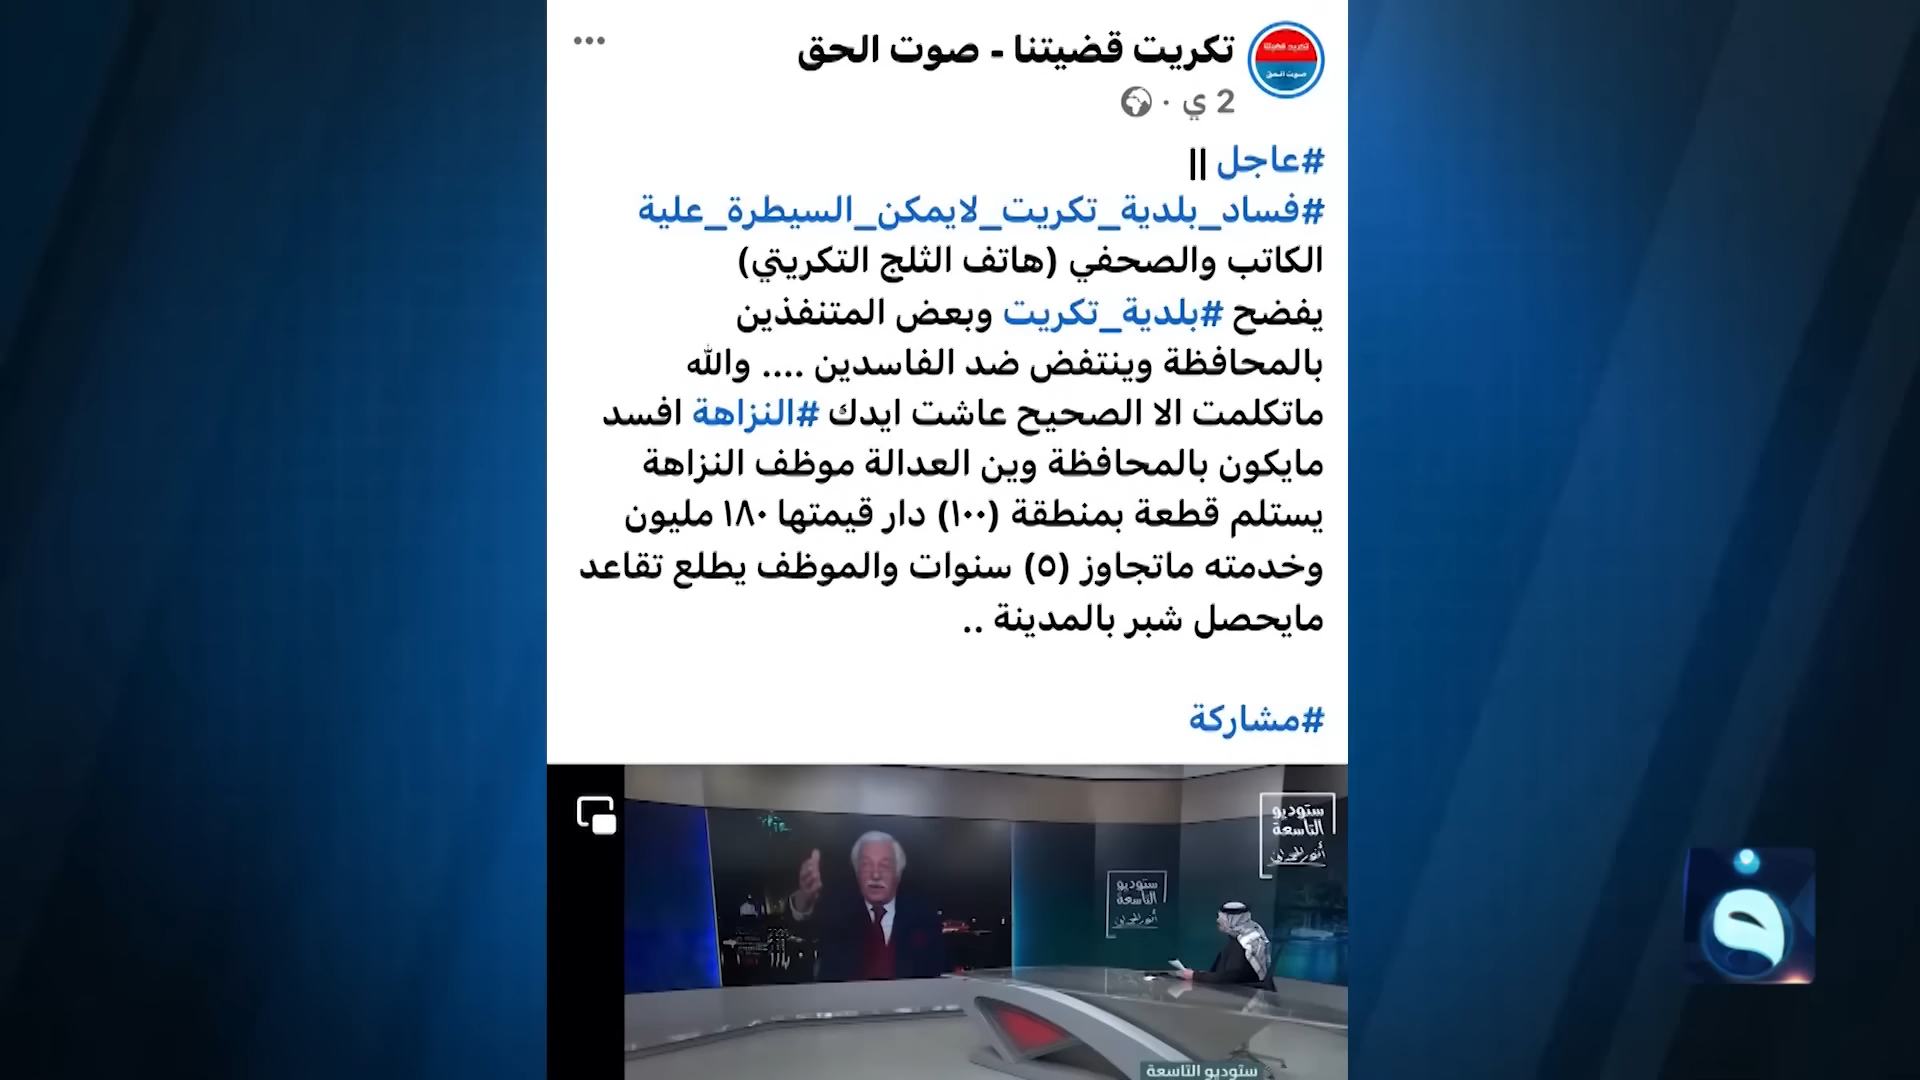 تكريت قضيتنا - صوت الحق
2 ي ·
#عاجل ||
#فساد_بلدية_تكريت_لايمكن_السيطرة_علية
الكاتب والصحفي (هاتف الثلج التكريتي)
يفضح #بلدية_تكريت وبعض المتنفذين
بالمحافظة وينتفض ضد الفاسدين .... والله
ماتكلمت الا الصحيح عاشت ايدك #النزاهة افسد
مايكون بالمحافظة وين العدالة موظف النزاهة
يستلم قطعة بمنطقة (١٠٠) دار قيمتها ١٨٠ مليون
وخدمته ماتجاوز (٥) سنوات والموظف يطلع تقاعد
مايحصل شبر بالمدينة ..
#مشاركة
ستوديو
التاسعة
ستوديو
التاسعة
ستوديو التاسعة